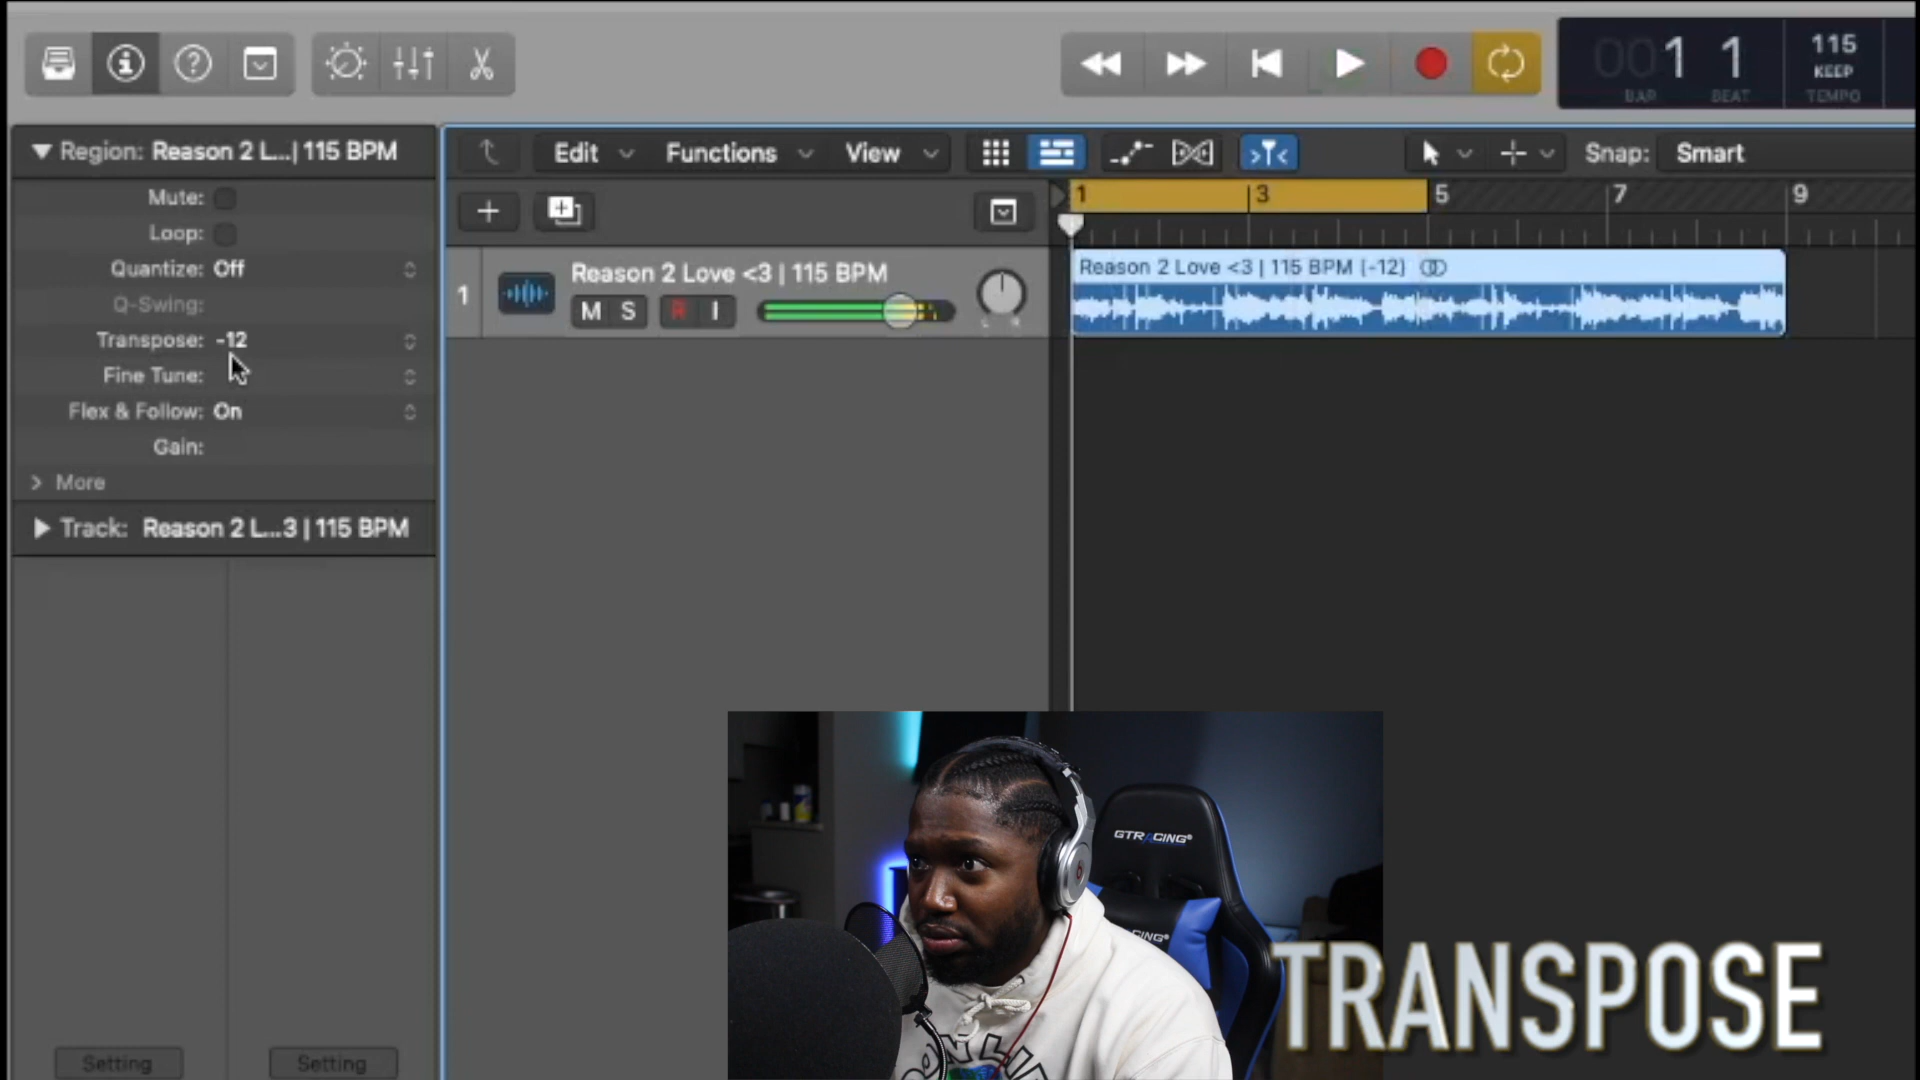 001 1
115
KEEP
BAR
BEAT
TEMPO
Region: Reason 2 L...| 115 BPM
Mute:
Loop:
Quantize: Off
Q-Swing:
Transpose: -12
Fine Tune:
Flex & Follow: On
Gain:
More
Track: Reason 2 L...3 | 115 BPM
Setting
Setting
Edit
Functions
View
Snap: Smart
1
3
5
7
9
1
Reason 2 Love <3 | 115 BPM
M S R I
L R
Reason 2 Love <3 | 115 BPM (-12)
GTRACING®
CING®
TRANSPOSE